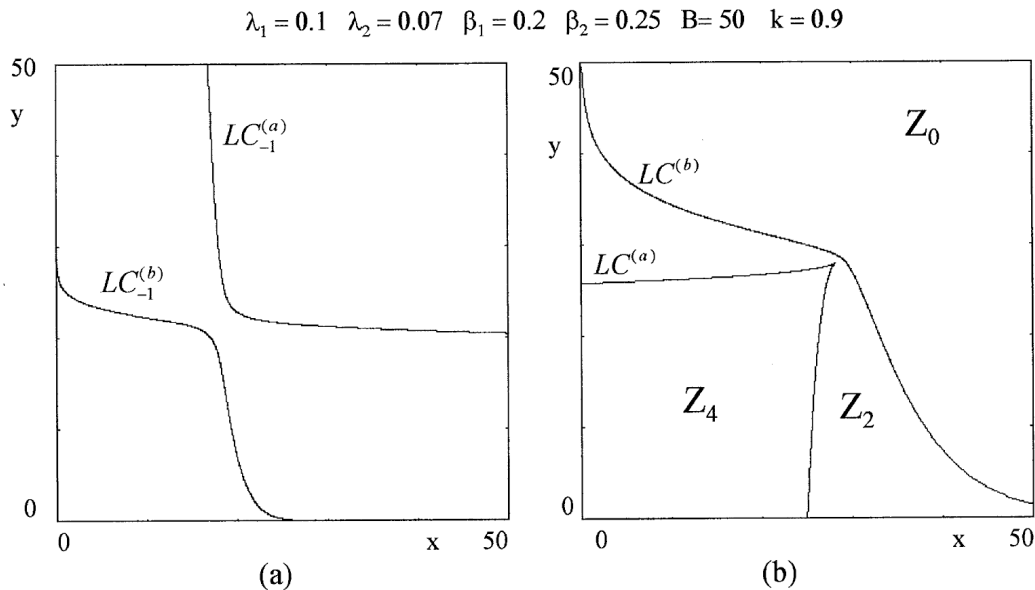 λ₁ = 0.1 λ₂ = 0.07 β₁ = 0.2 β₂ = 0.25 B= 50 k = 0.9
50
y
LC₋₁⁽ᵃ⁾
LC₋₁⁽ᵇ⁾
0
0
x
50
(a)
50
y
Z₀
LC⁽ᵇ⁾
LC⁽ᵃ⁾
Z₄
Z₂
0
0
x
50
(b)